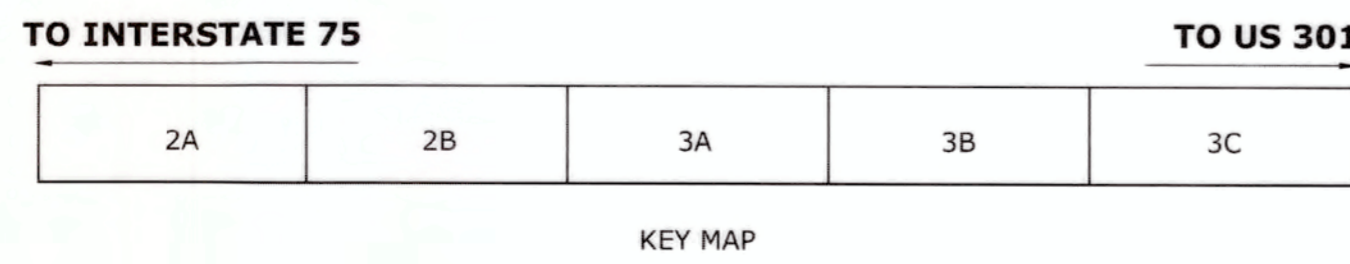 TO INTERSTATE 75
TO US 301
2A
2B
3A
3B
3C
KEY MAP